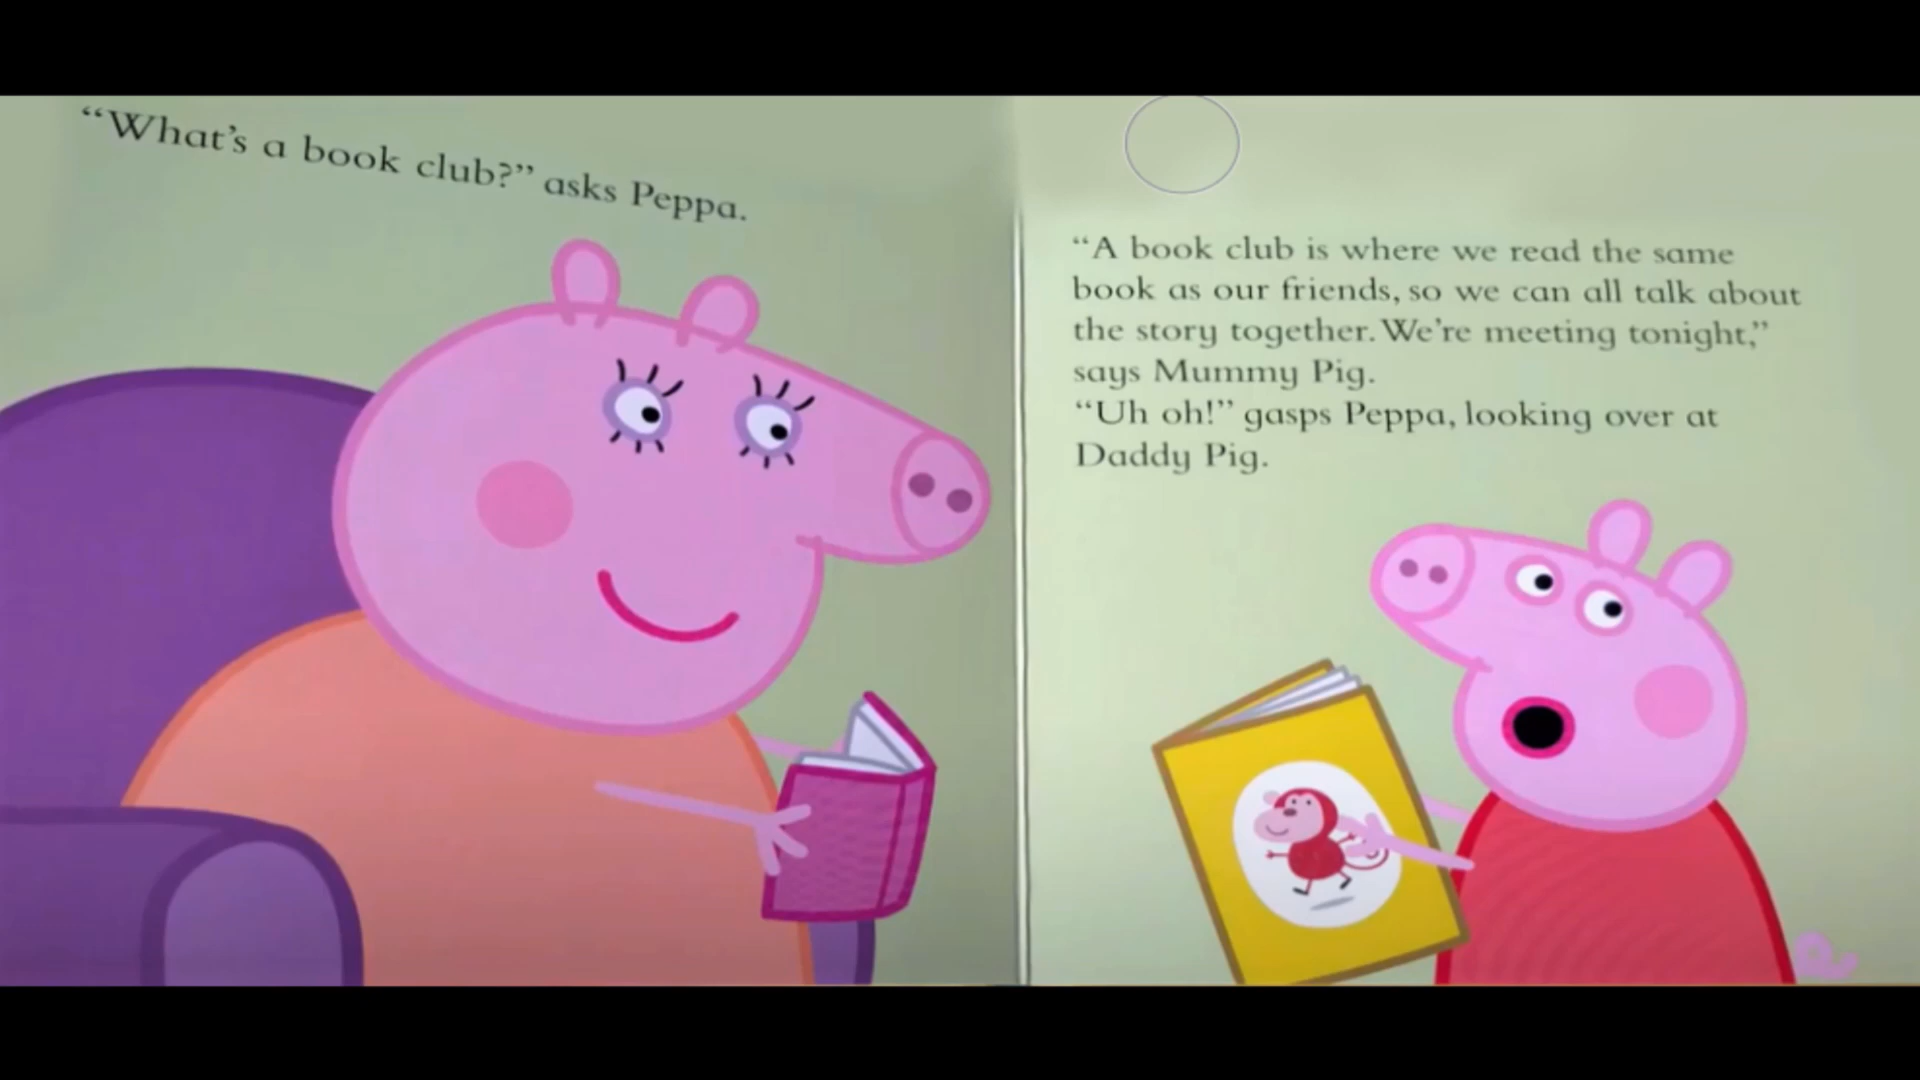 “What’s a book club?” asks Peppa.
“A book club is where we read the same
book as our friends, so we can all talk about
the story together. We’re meeting tonight,”
says Mummy Pig.
“Uh oh!” gasps Peppa, looking over at
Daddy Pig.